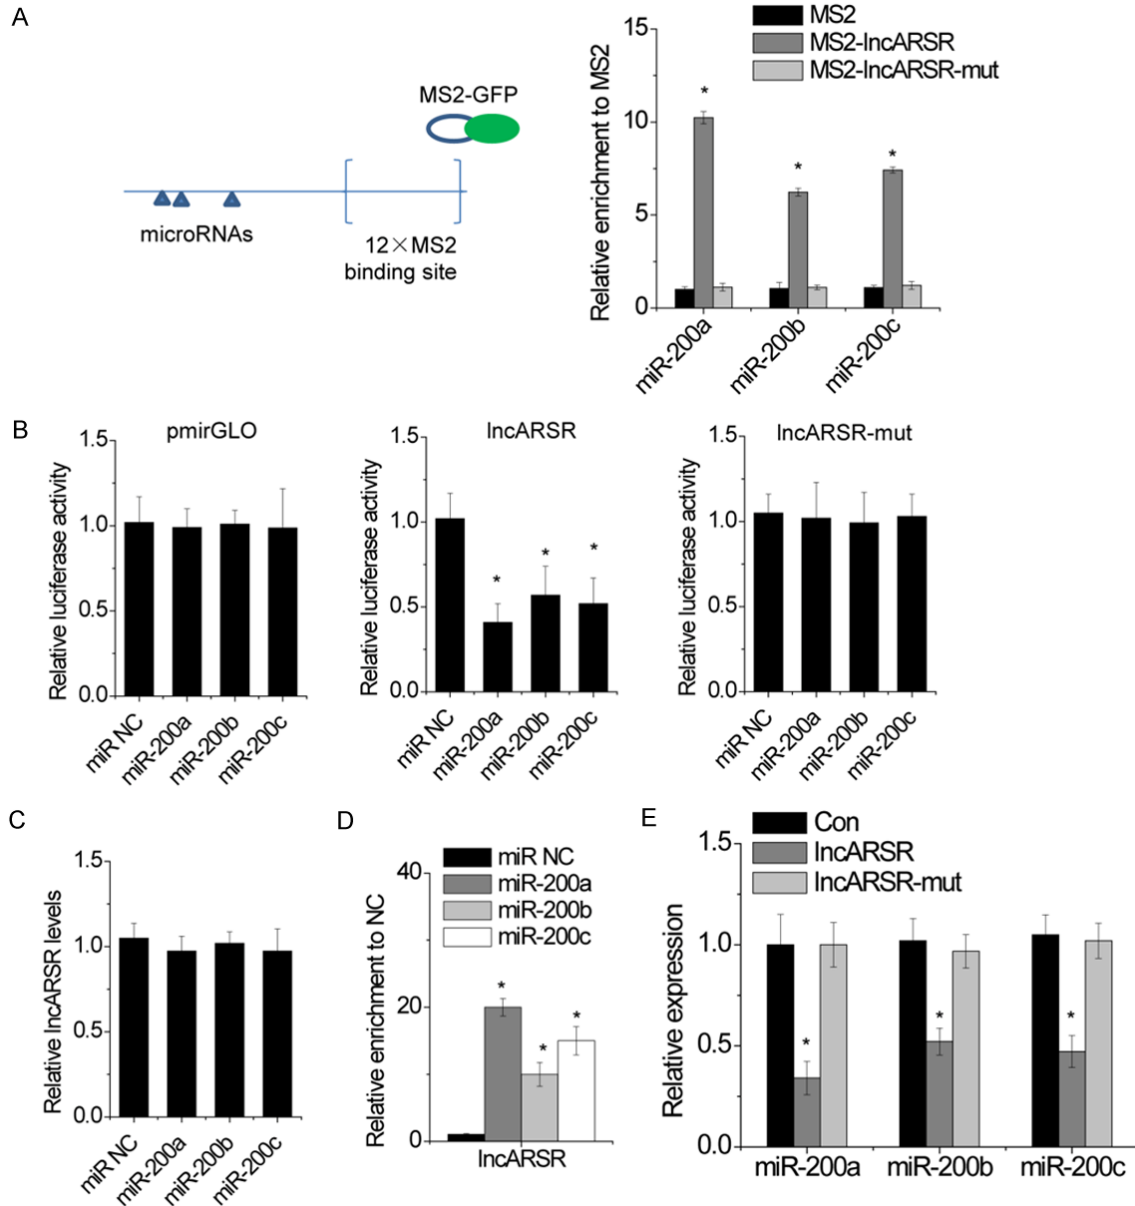 A
MS2-GFP
microRNAs
12×MS2
binding site
MS2
MS2-lncARSR
MS2-lncARSR-mut
Relative enrichment to MS2
15
10
5
0
miR-200a
miR-200b
miR-200c
*
*
*
B
pmirGLO
Relative luciferase activity
1.5
1.0
0.5
0.0
miR NC
miR-200a
miR-200b
miR-200c
lncARSR
Relative luciferase activity
1.5
1.0
0.5
0.0
*
*
*
miR NC
miR-200a
miR-200b
miR-200c
lncARSR-mut
Relative luciferase activity
1.5
1.0
0.5
0.0
miR NC
miR-200a
miR-200b
miR-200c
C
Relative lncARSR levels
1.5
1.0
0.5
0.0
miR NC
miR-200a
miR-200b
miR-200c
D
miR NC
miR-200a
miR-200b
miR-200c
Relative enrichment to NC
40
20
0
*
*
*
lncARSR
E
Con
lncARSR
lncARSR-mut
Relative expression
1.5
1.0
0.5
0.0
*
*
*
miR-200a
miR-200b
miR-200c